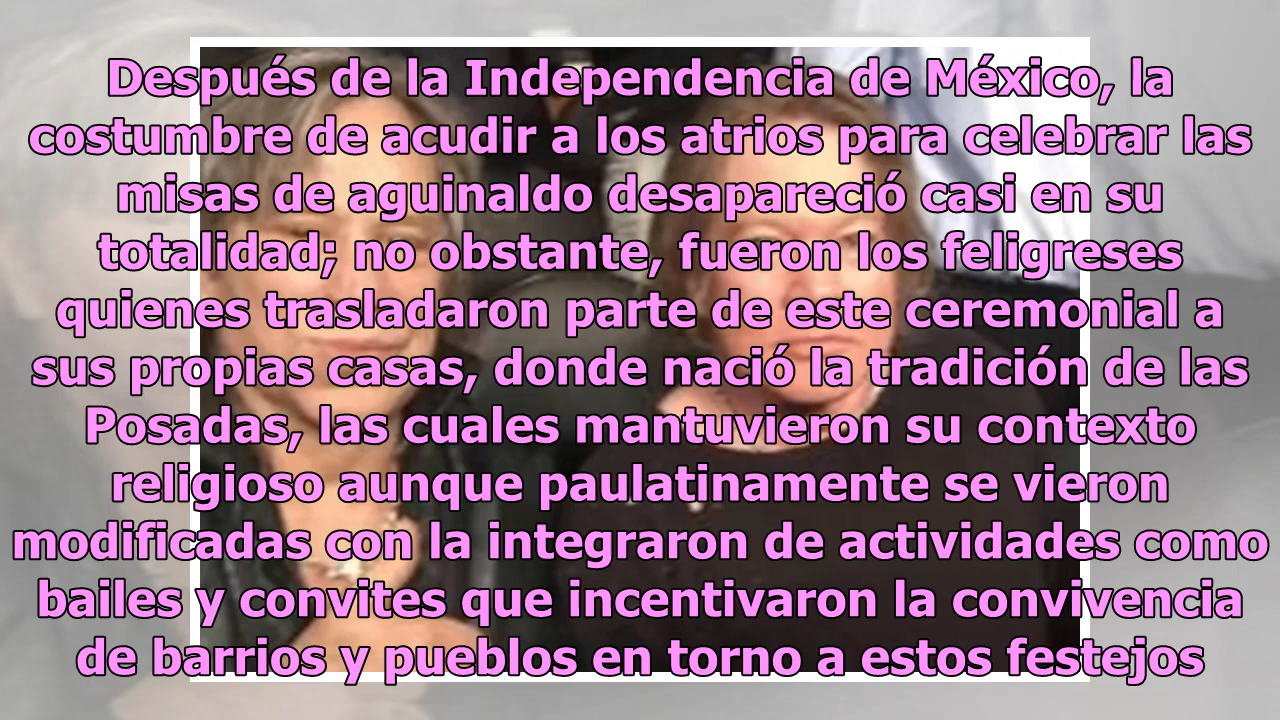 Después de la Independencia de México, la
costumbre de acudir a los atrios para celebrar las
misas de aguinaldo desapareció casi en su
totalidad; no obstante, fueron los feligreses
quienes trasladaron parte de este ceremonial a
sus propias casas, donde nació la tradición de las
Posadas, las cuales mantuvieron su contexto
religioso aunque paulatinamente se vieron
modificadas con la integraron de actividades como
bailes y convites que incentivaron la convivencia
de barrios y pueblos en torno a estos festejos